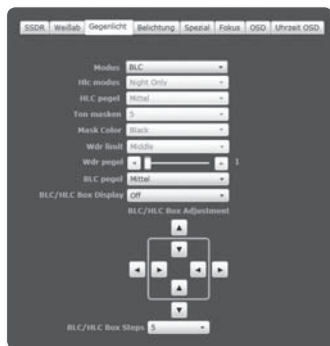 SSDR Weißab Gegenlicht Belichtung Spezial Fokus OSD Uhrzeit OSD
Modus BLC
Hlc modus Night Only
HLC pegel Mittel
Ton masken 5
Mask Color Black
Wdr limit Middle
Wdr pegel 1
BLC pegel Mittel
BLC/HLC Box Display Off
BLC/HLC Box Adjustment
BLC/HLC Box Steps 5